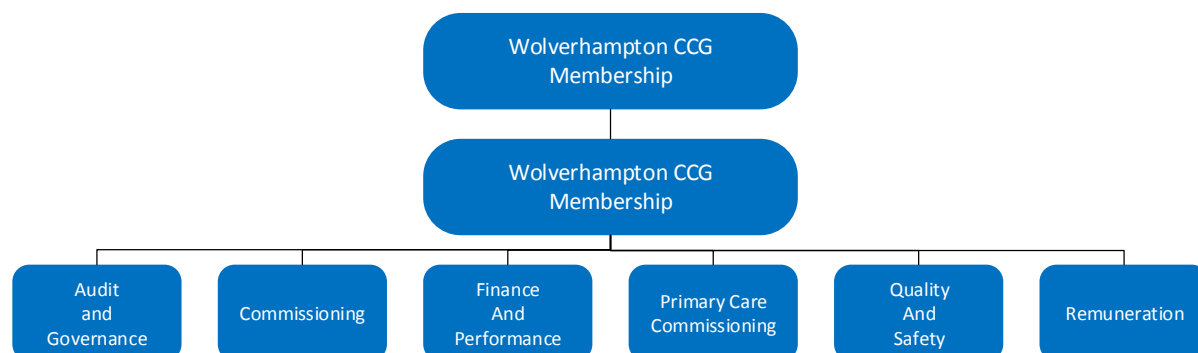 Wolverhampton CCG
Membership
Wolverhampton CCG
Membership
Audit
and
Governance
Commissioning
Finance
And
Performance
Primary Care
Commissioning
Quality
And
Safety
Remuneration